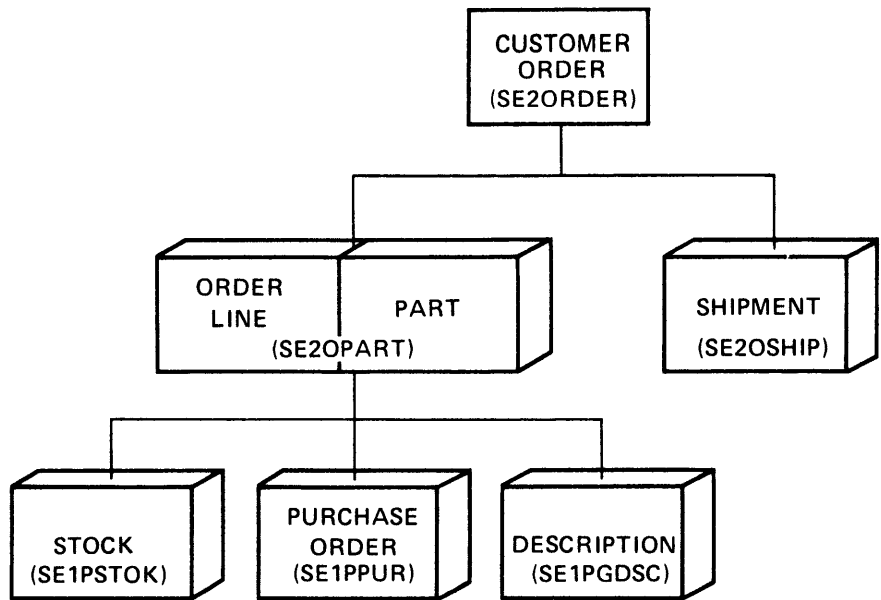 CUSTOMER
ORDER
(SE2ORDER)
ORDER
LINE
PART
(SE2OPART)
SHIPMENT
(SE2OSHIP)
STOCK
(SE1PSTOK)
PURCHASE
ORDER
(SE1PPUR)
DESCRIPTION
(SE1PGDSC)